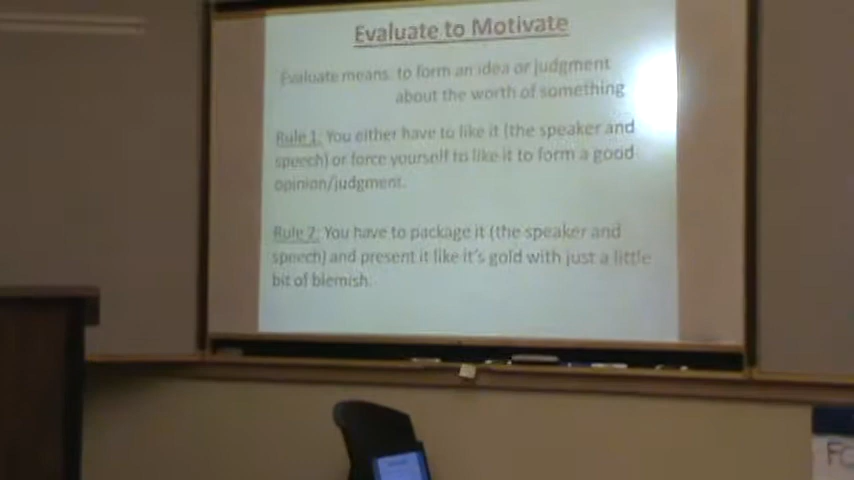 Evaluate to Motivate
Evaluate means to form an idea or judgment
about the worth of something
Rule 1: You either have to like it (the speaker and
speech) or force yourself to like it to form a good
opinion/judgment.
Rule 2: You have to package it (the speaker and
speech) and present it like it's gold with just a little
bit of blemish.